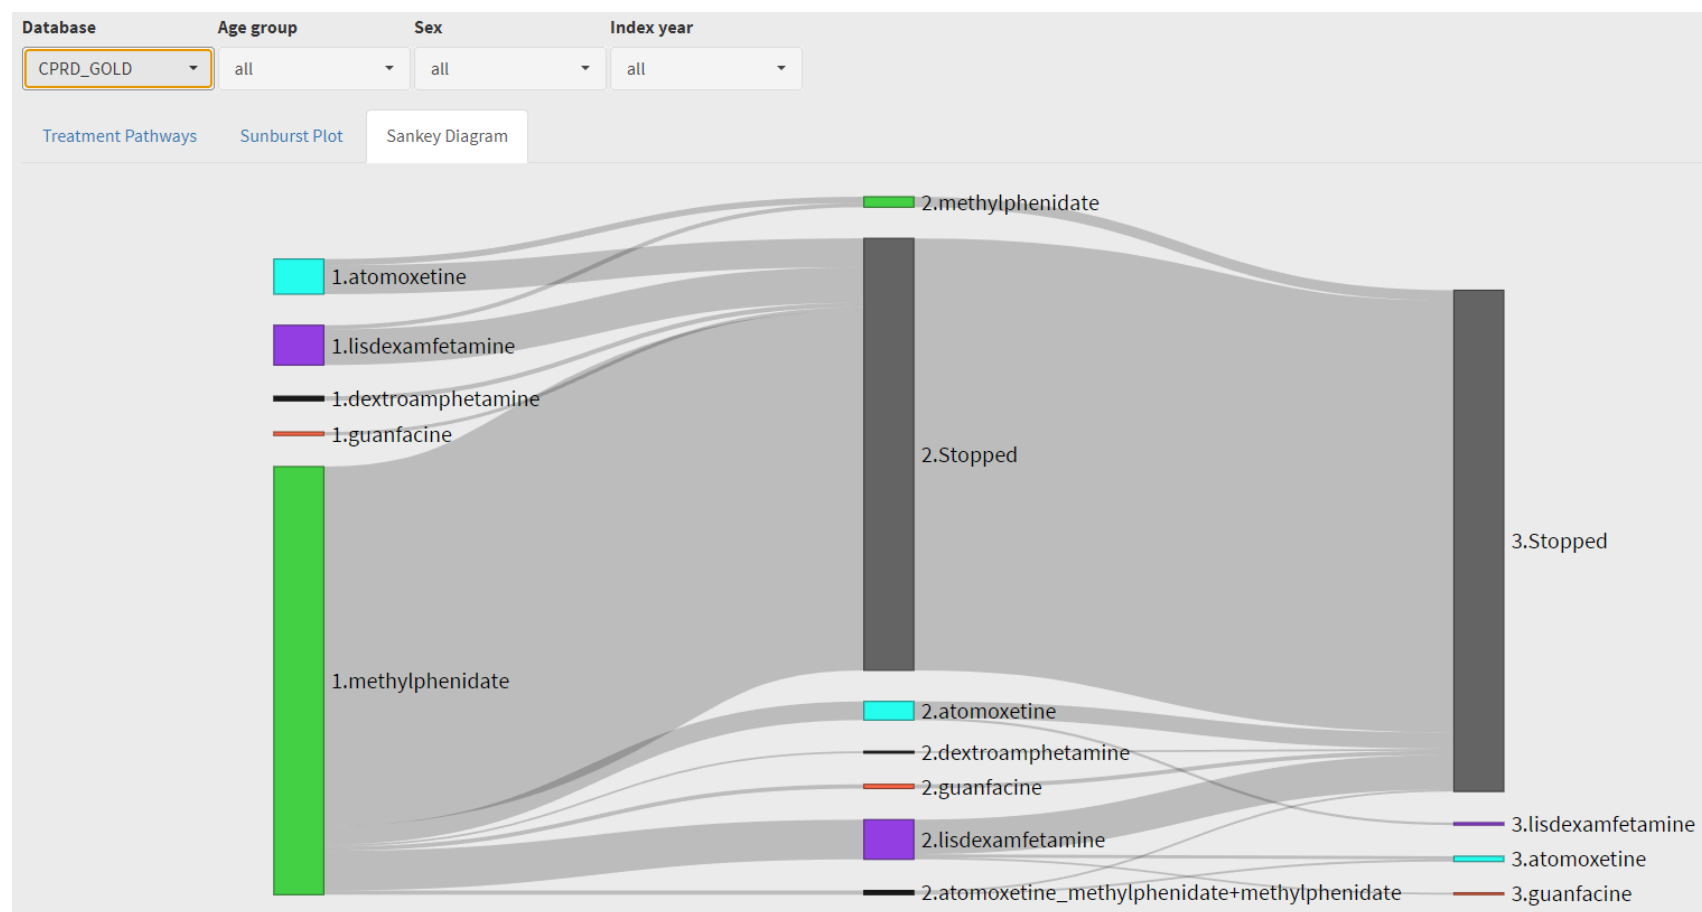 Database Age group Sex Index year
CPRD_GOLD all all all
Treatment Pathways Sunburst Plot Sankey Diagram
2.methylphenidate
1.atomoxetine
1.lisdexamfetamine
1.dextroamphetamine
1.guanfacine
2.Stopped
3.Stopped
1.methylphenidate
2.atomoxetine
2.dextroamphetamine
2.guanfacine
3.lisdexamfetamine
2.lisdexamfetamine
3.atomoxetine
2.atomoxetine_methylphenidate+methylphenidate
3.guanfacine